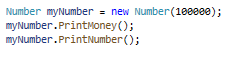 Number myNumber = new Number(100000);
myNumber.PrintMoney();
myNumber.PrintNumber();